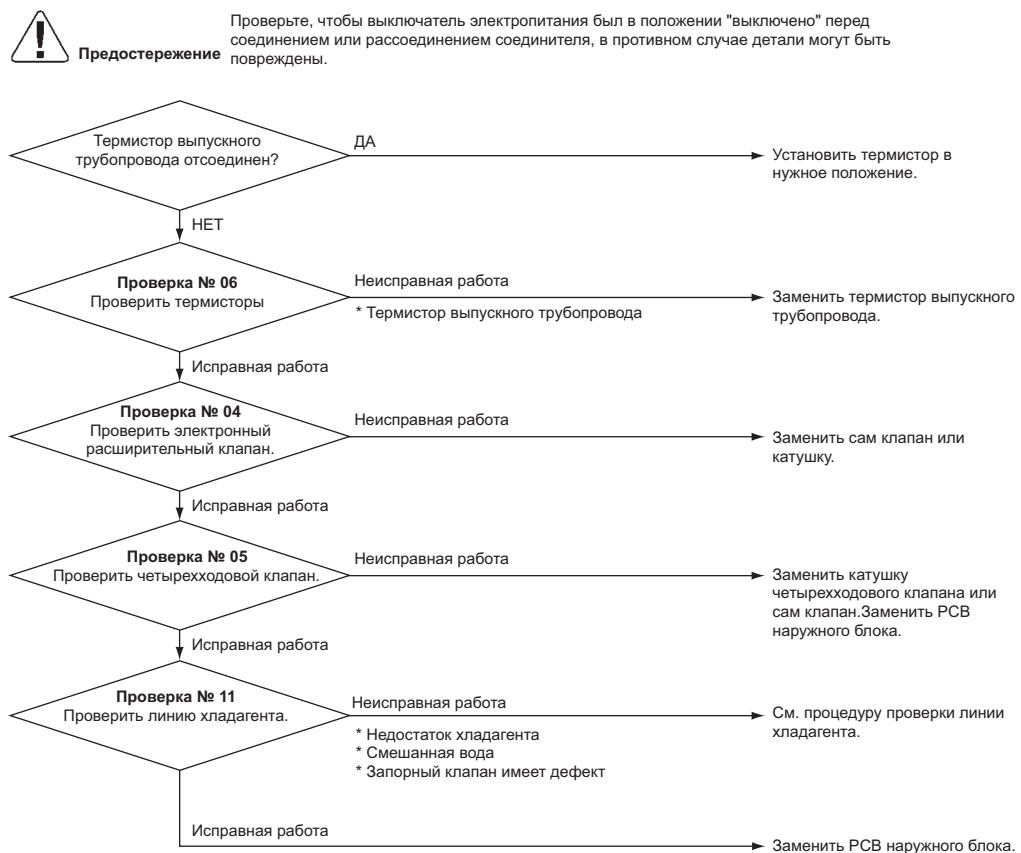 Проверьте, чтобы выключатель электропитания был в положении "выключено" перед
соединением или рассоединением соединителя, в противном случае детали могут быть
Предостережение повреждены.
Термистор выпускного
трубопровода отсоединен?
ДА
Установить термистор в
нужное положение.
НЕТ
Проверка № 06
Проверить термисторы
Неисправная работа
* Термистор выпускного трубопровода
Заменить термистор выпускного
трубопровода.
Исправная работа
Проверка № 04
Проверить электронный
расширительный клапан.
Неисправная работа
Заменить сам клапан или
катушку.
Исправная работа
Проверка № 05
Проверить четырехходовой клапан.
Неисправная работа
Заменить катушку
четырехходового клапана или
сам клапан.Заменить PCB
наружного блока.
Исправная работа
Проверка № 11
Проверить линию хладагента.
Неисправная работа
* Недостаток хладагента
* Смешанная вода
* Запорный клапан имеет дефект
См. процедуру проверки линии
хладагента.
Исправная работа
Заменить PCB наружного блока.